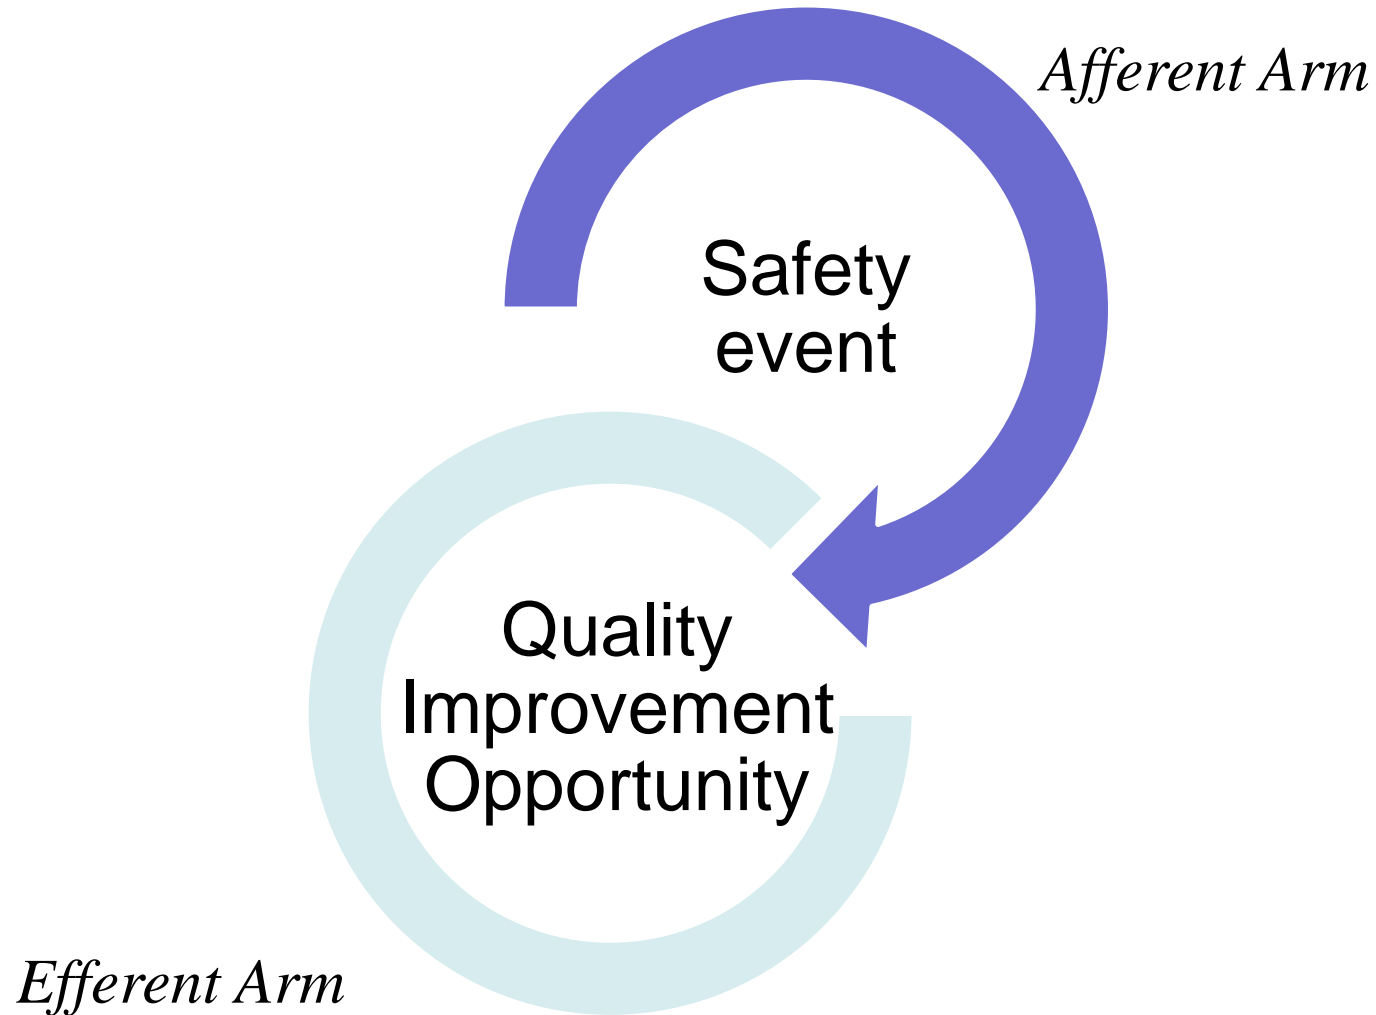 Afferent Arm
Safety
event
Quality
Improvement
Opportunity
Efferent Arm